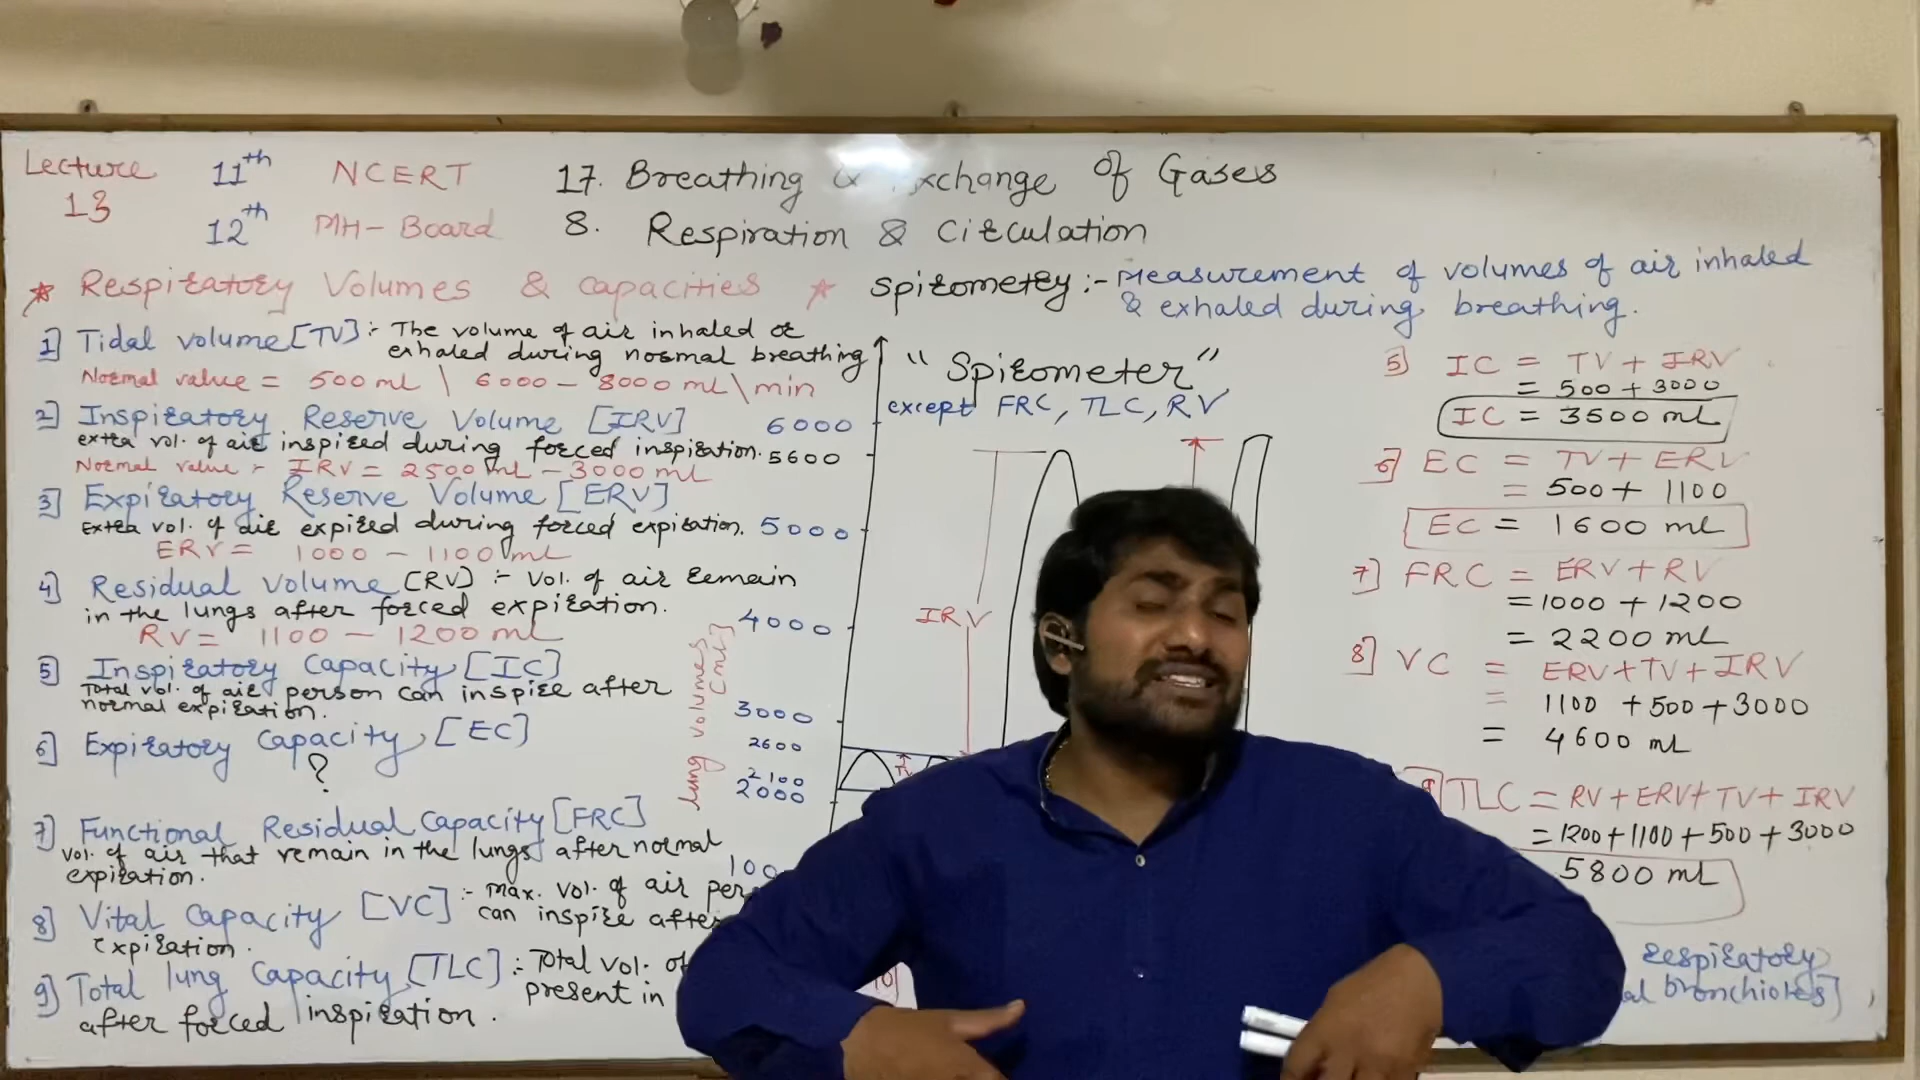 Lecture 13
11th NCERT 17. Breathing & xchange of Gases
12th MH-Board 8. Respiration & Circulation
* Respiratory Volumes & capacities *
1] Tidal volume [TV]:- The volume of air inhaled or
exhaled during normal breathing
Normal value = 500 ml \ 6000 - 8000 ml\min
2] Inspiratory Reserve Volume [IRV]
extra vol. of air inspired during forced inspiration.
Normal value :- IRV = 2500 ml - 3000 ml
3] Expiratory Reserve Volume [ERV]
Extra vol. of air expired during forced expiration.
ERV = 1000 - 1100 ml
4] Residual volume [RV] :- Vol. of air remain
in the lungs after forced expiration.
RV = 1100 - 1200 ml
5] Inspiratory Capacity [IC]
Total vol. of air person can inspire after
normal expiration.
6] Expiratory Capacity [EC]
?
7] Functional Residual Capacity [FRC]
Vol. of air that remain in the lungs after normal
expiration.
8] Vital Capacity [VC] :- max. vol. of air per
can inspire after
expiration.
9] Total lung Capacity [TLC] :- Total vol. of
present in
after forced inspiration.
Spirometry :- Measurement of volumes of air inhaled
& exhaled during breathing.
"Spirometer"
except FRC, TLC, RV
6000
5600
5000
4000
3000
2600
2100
2000
100
lung volumes (ml)
IRV
TV
5] IC = TV + IRV
= 500 + 3000
IC = 3500 ml
6] EC = TV + ERV
= 500 + 1100
EC = 1600 ml
7] FRC = ERV + RV
= 1000 + 1200
= 2200 ml
8] VC = ERV + TV + IRV
= 1100 + 500 + 3000
= 4600 ml
9] TLC = RV + ERV + TV + IRV
= 1200 + 1100 + 500 + 3000
5800 ml
respiratory
al bronchioles]